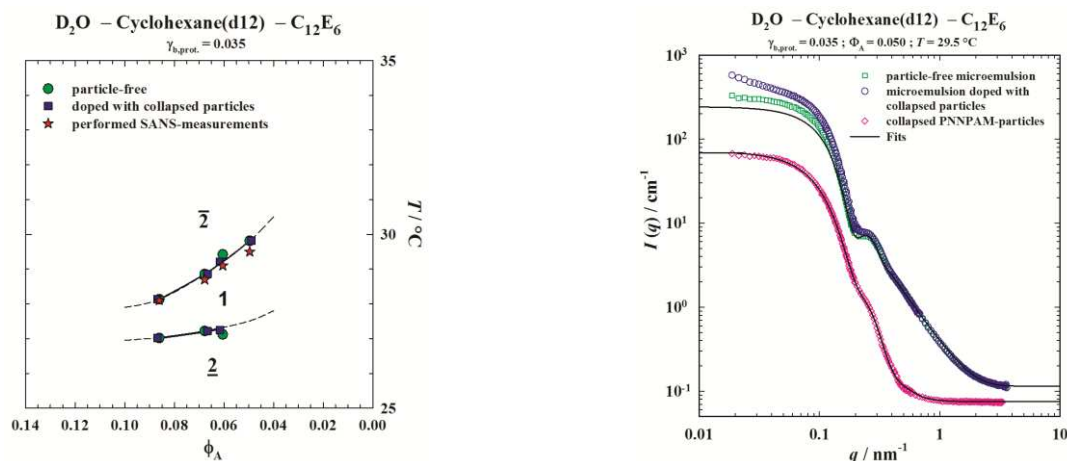 D₂O – Cyclohexane(d12) – C₁₂E₆
γb,prot. = 0.035
particle-free
doped with collapsed particles
performed SANS-measurements
2̅
1
2̲
35
30
25
T / °C
0.14 0.12 0.10 0.08 0.06 0.04 0.02 0.00
ϕA
D₂O – Cyclohexane(d12) – C₁₂E₆
γb,prot. = 0.035 ; ΦA = 0.050 ; T = 29.5 °C
particle-free microemulsion
microemulsion doped with
collapsed particles
collapsed PNNPAM-particles
Fits
10³
10²
10¹
10⁰
10⁻¹
I (q) / cm⁻¹
0.01 0.1 1 10
q / nm⁻¹